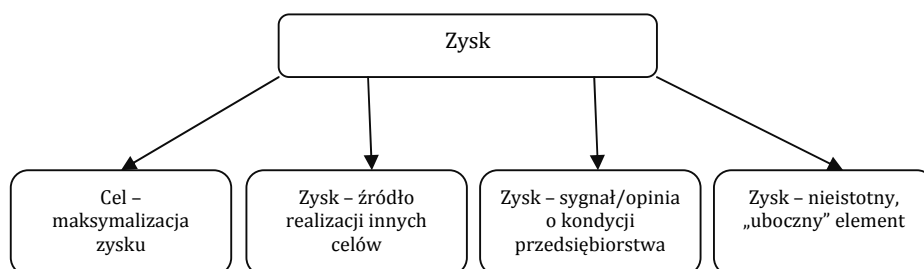 Zysk
Cel –
maksymalizacja
zysku
Zysk – źródło
realizacji innych
celów
Zysk – sygnał/opinia
o kondycji
przedsiębiorstwa
Zysk – nieistotny,
„uboczny” element